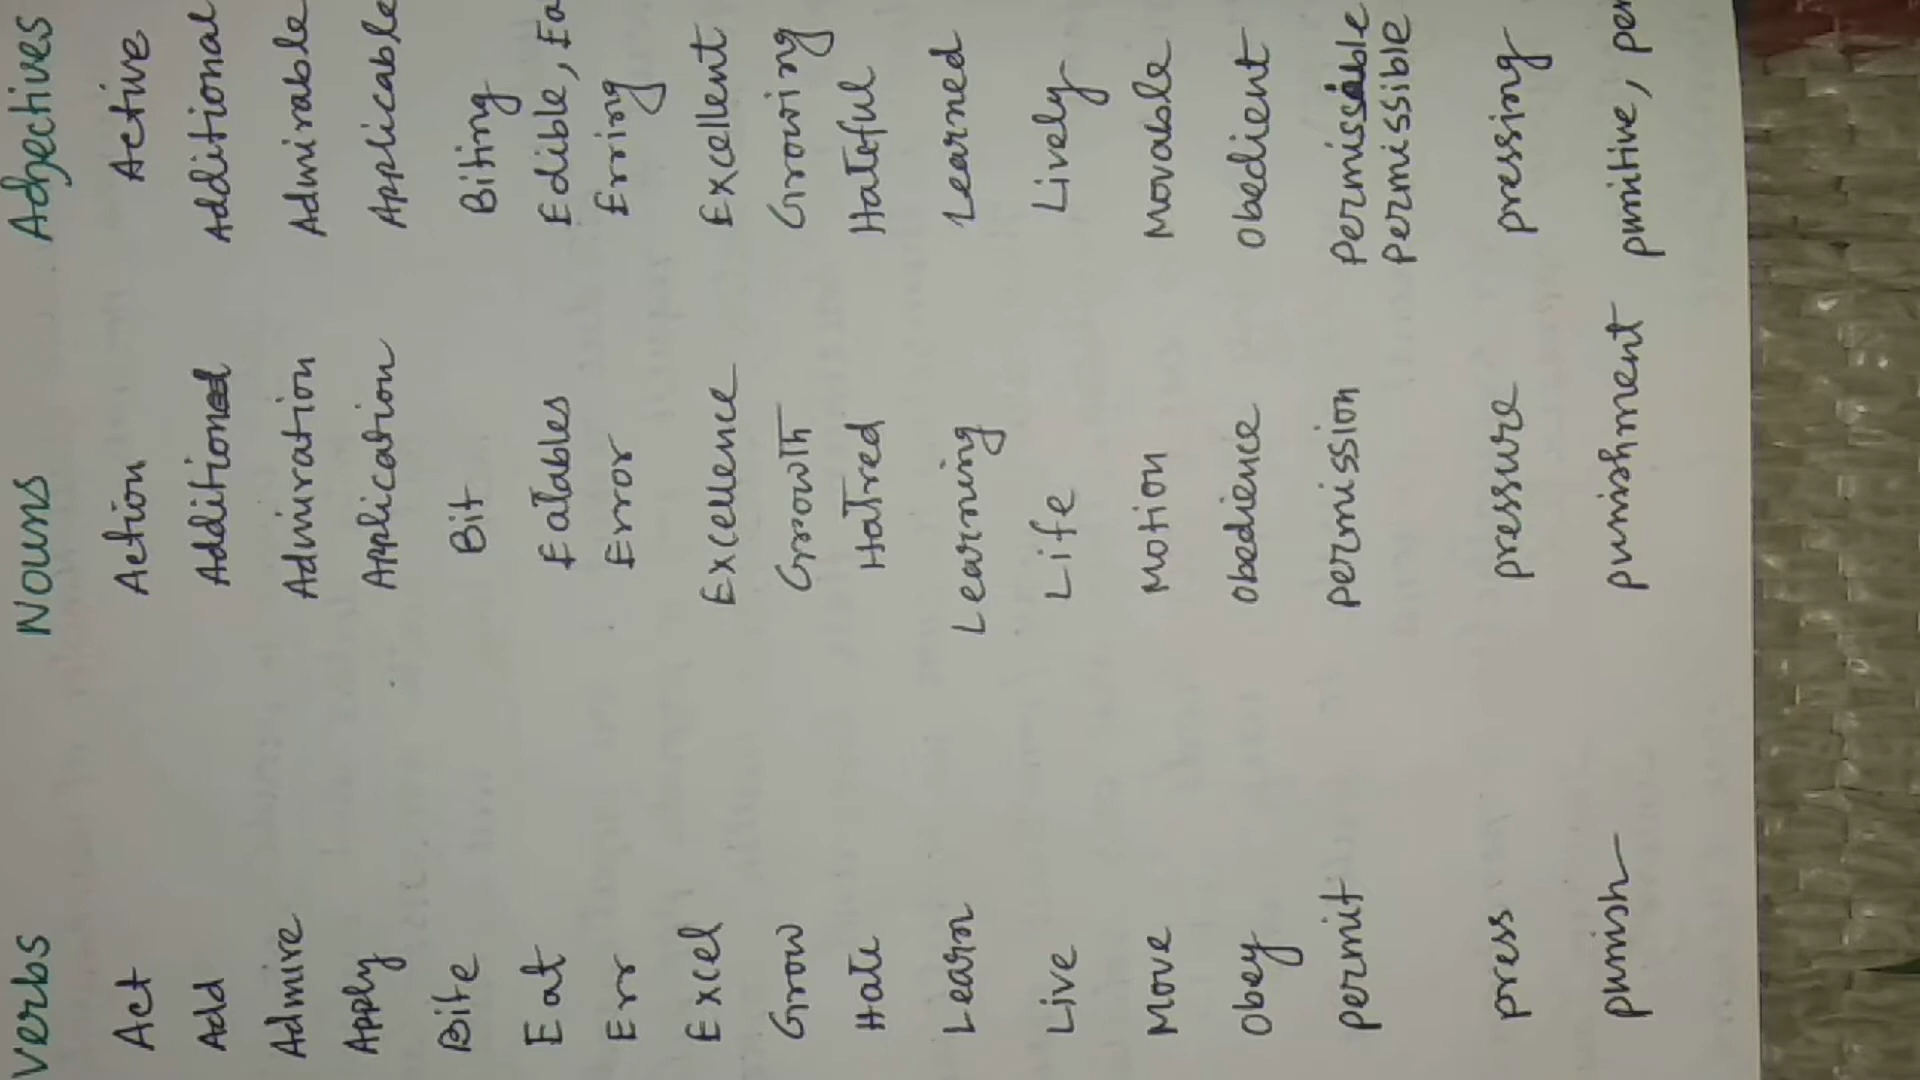 Verbs Nouns Adjectives
Act Action Active
Add Addition Additional
Admire Admiration Admirable
Apply Application Applicable
Bite Bit Biting
Eat Eatables Edible,
Err Error Erring
Excel Excellence Excellent
Grow Growth Growing
Hate Hatred Hateful
Learn Learning Learned
Live Life Lively
Move Motion Movable
Obey Obedience Obedient
permit permission Permissible
Permissible
press pressure pressing
punish punishment punitive,